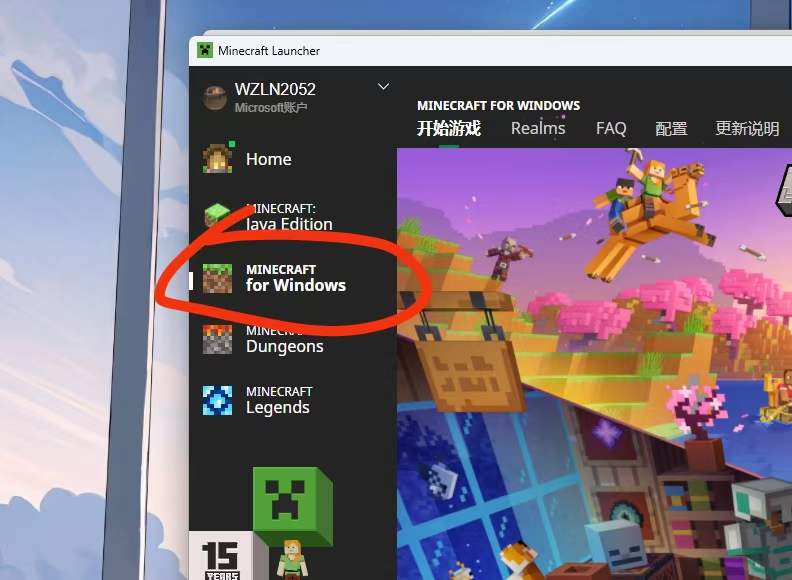 Minecraft Launcher
WZLN2052
Microsoft账户
Home
MINECRAFT:
Java Edition
MINECRAFT
for Windows
MINECRAFT
Dungeons
MINECRAFT
Legends
15
YEARS
MINECRAFT FOR WINDOWS
开始游戏 Realms FAQ 配置 更新说明